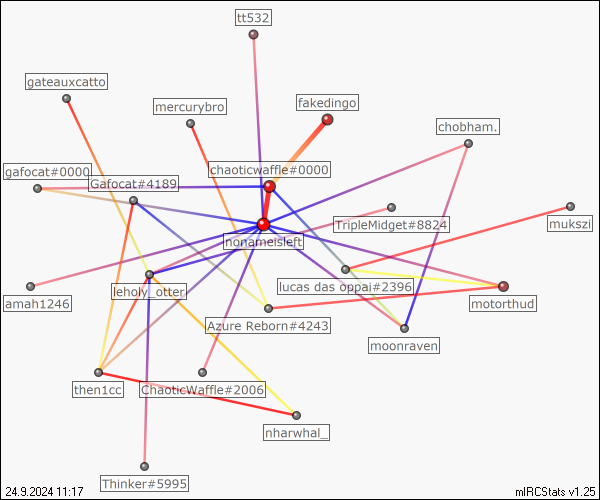 tt532
gateauxcatto
mercurybro
fakedingo
chobham.
chaoticwaffle#0000
gafocat#0000
Gafocat#4189
TripleMidget#8824
mukszi
nonameisleft
amah1246
leholy_otter
lucas das oppai#2396
motorthud
Azure Reborn#4243
moonraven
then1cc
ChaoticWaffle#2006
nharwhal_
Thinker#5995
24.9.2024 11:17
mIRCStats v1.25